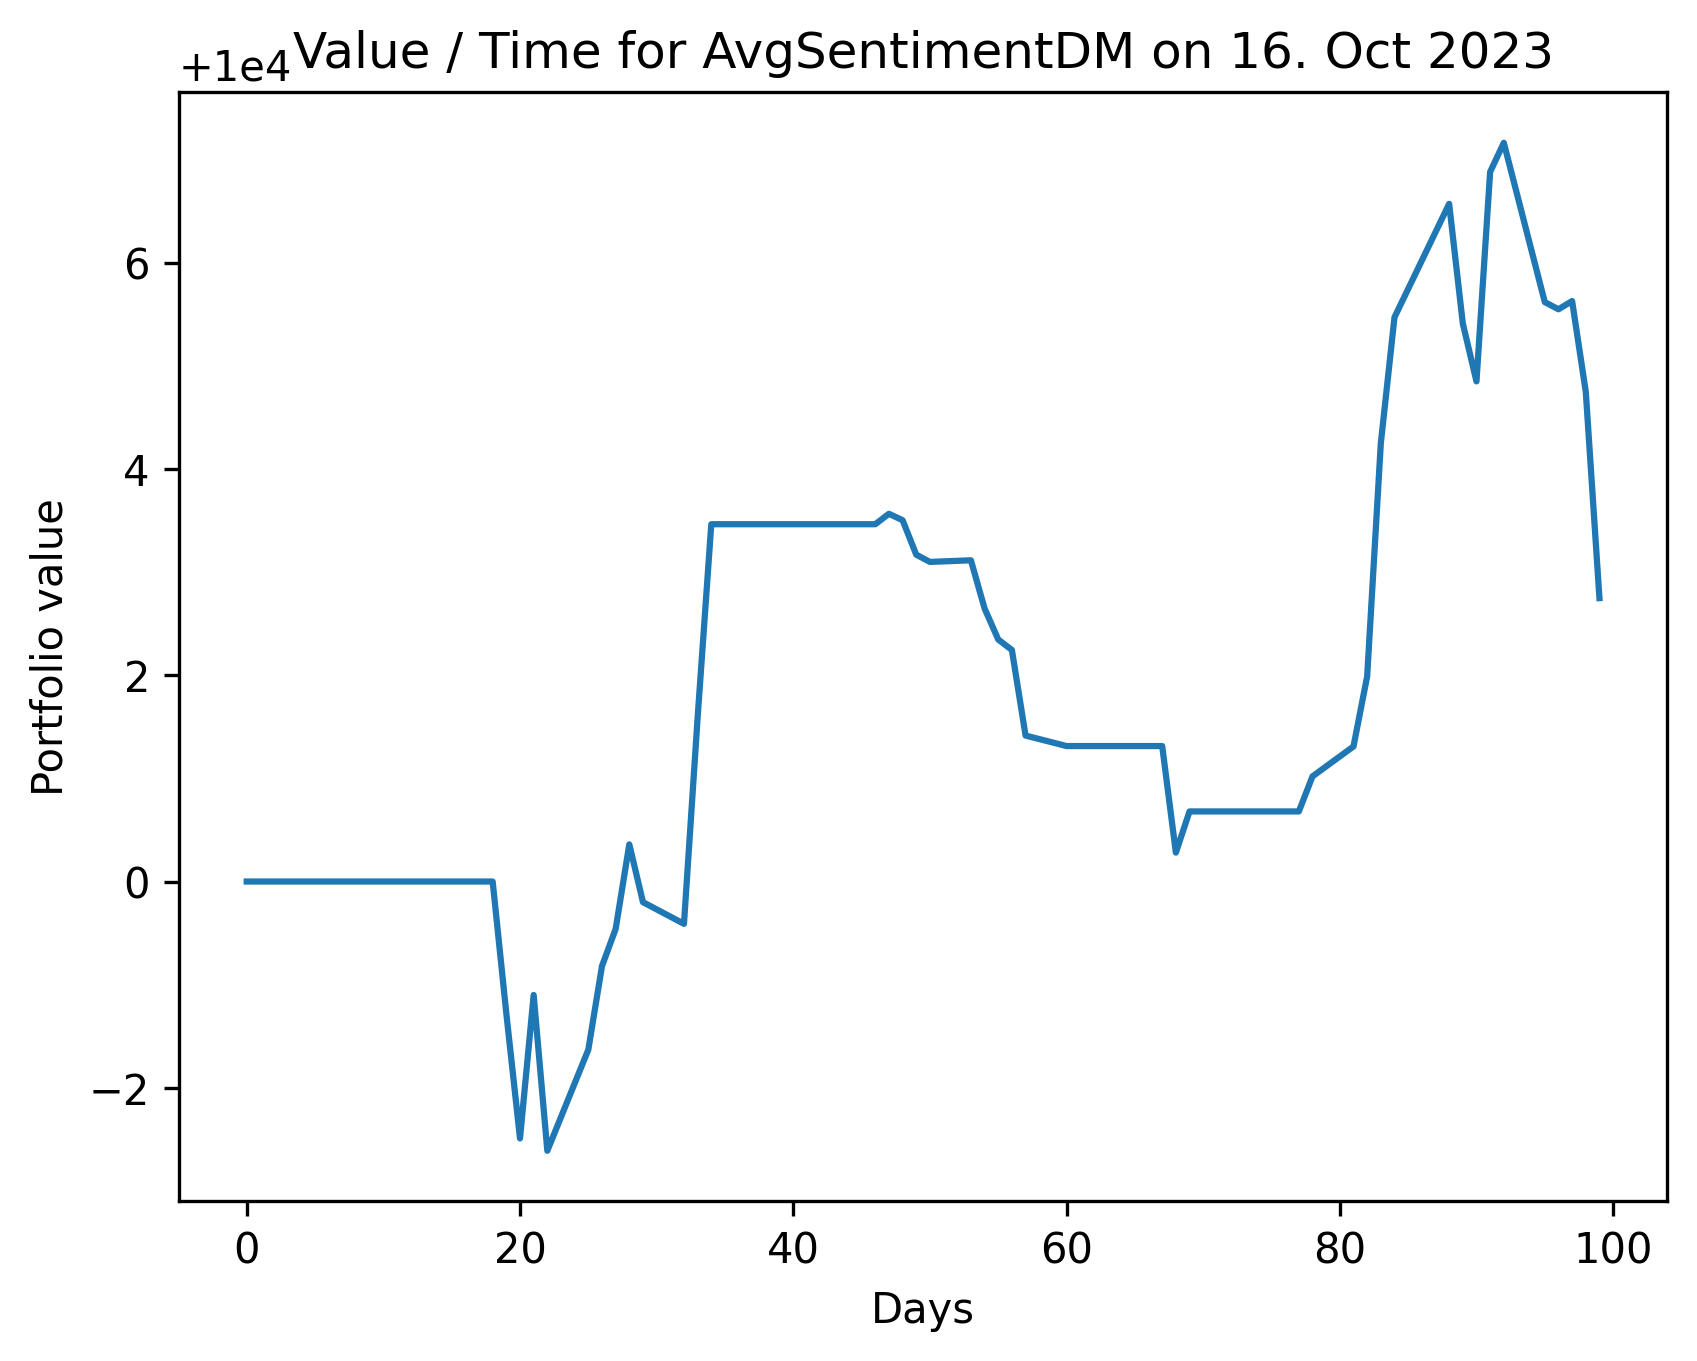 Value / Time for AvgSentimentDM on 16. Oct 2023
+1e4
6
4
2
0
−2
Portfolio value
0 20 40 60 80 100
Days